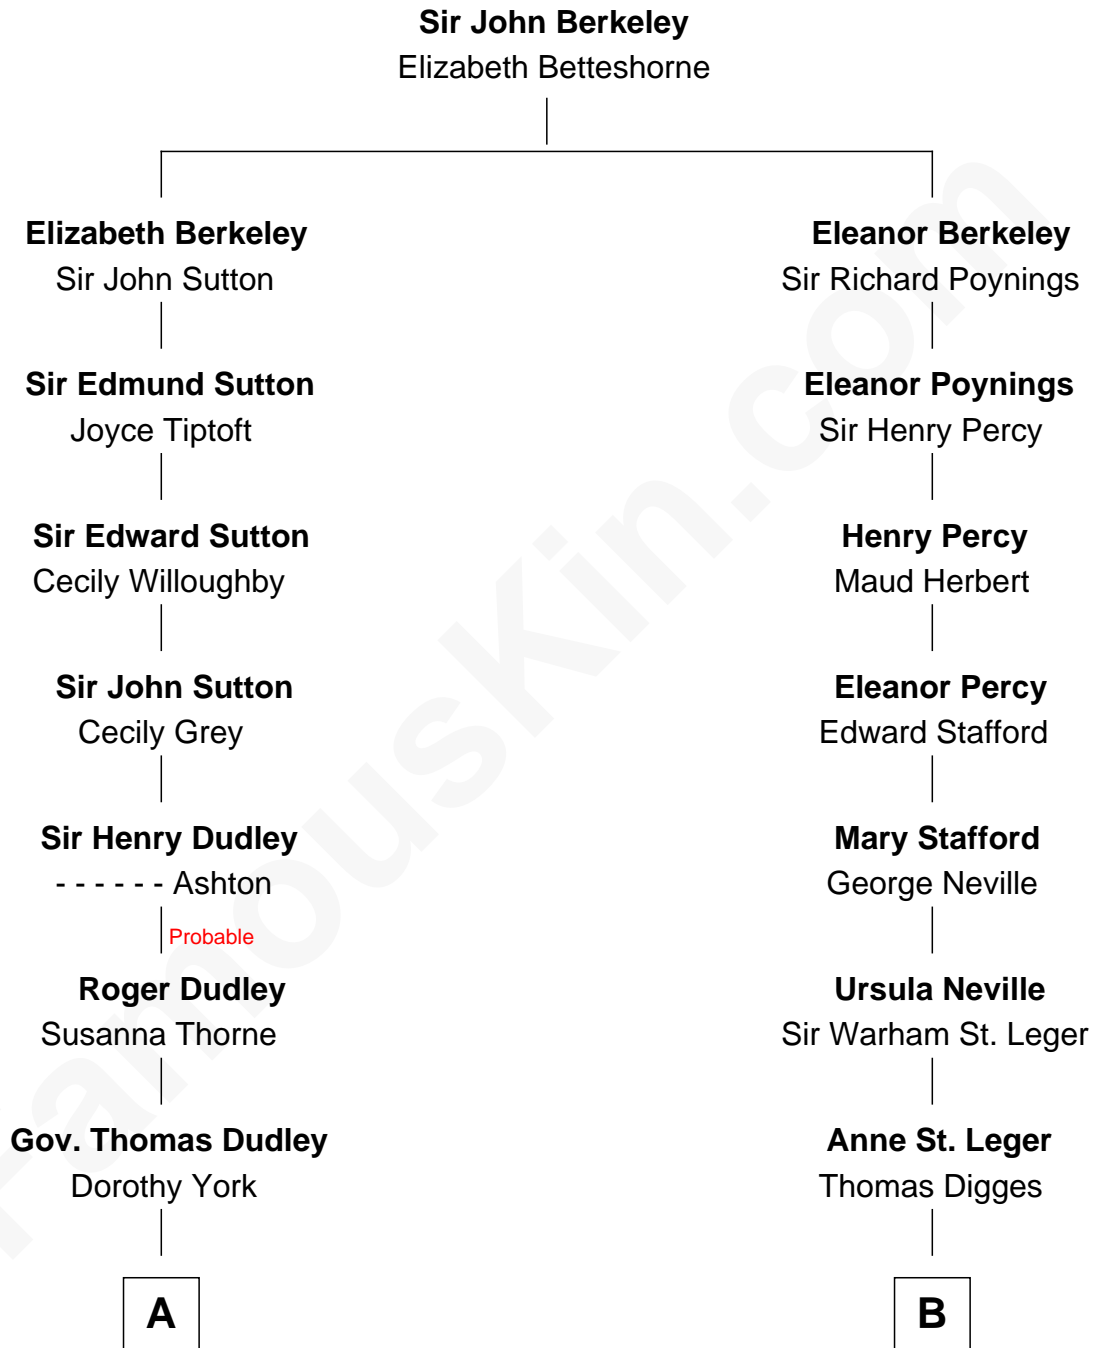 Sir John Berkeley
Elizabeth Betteshorne
Elizabeth Berkeley
Sir John Sutton
Sir Edmund Sutton
Joyce Tiptoft
Sir Edward Sutton
Cecily Willoughby
Sir John Sutton
Cecily Grey
Sir Henry Dudley
- - - - - - Ashton
Probable
Roger Dudley
Susanna Thorne
Gov. Thomas Dudley
Dorothy York
A
Eleanor Berkeley
Sir Richard Poynings
Eleanor Poynings
Sir Henry Percy
Henry Percy
Maud Herbert
Eleanor Percy
Edward Stafford
Mary Stafford
George Neville
Ursula Neville
Sir Warham St. Leger
Anne St. Leger
Thomas Digges
B
FamousKin.com